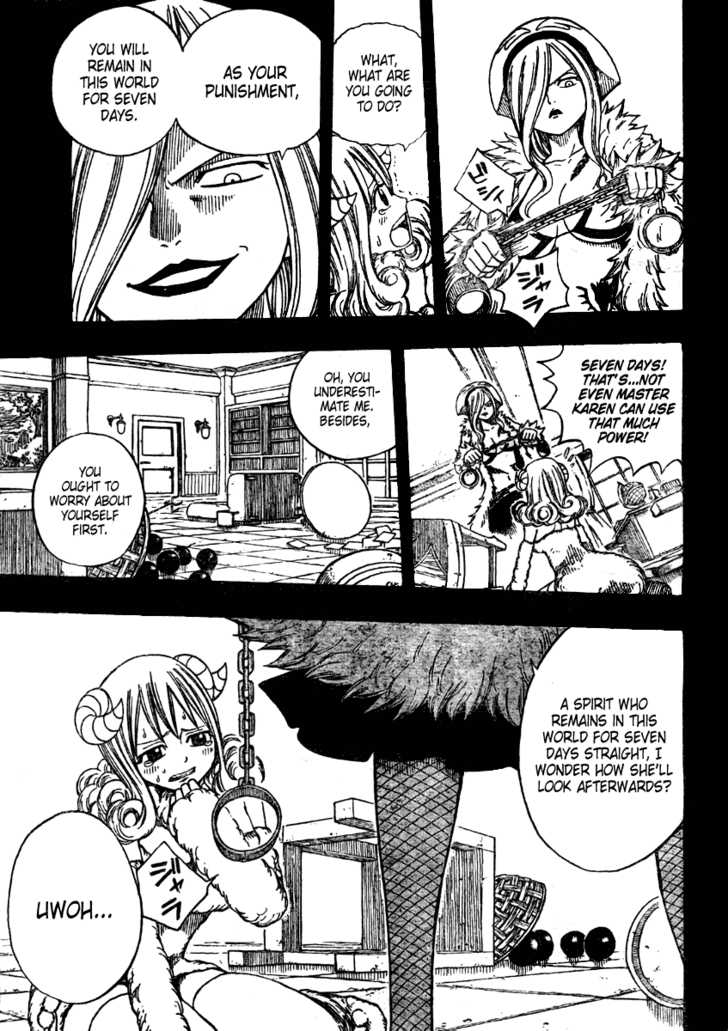 WHAT,
WHAT ARE
YOU GOING
TO DO?
AS YOUR
PUNISHMENT,
YOU WILL
REMAIN IN
THIS WORLD
FOR SEVEN
DAYS.
SEVEN DAYS!
THAT'S...NOT
EVEN MASTER
KAREN CAN USE
THAT MUCH
POWER!
OH, YOU
UNDERESTI-
MATE ME.
BESIDES,
YOU
OUGHT TO
WORRY ABOUT
YOURSELF
FIRST.
A SPIRIT WHO
REMAINS IN THIS
WORLD FOR SEVEN
DAYS STRAIGHT, I
WONDER HOW SHE'LL
LOOK AFTERWARDS?
ジャラ
UWOH...